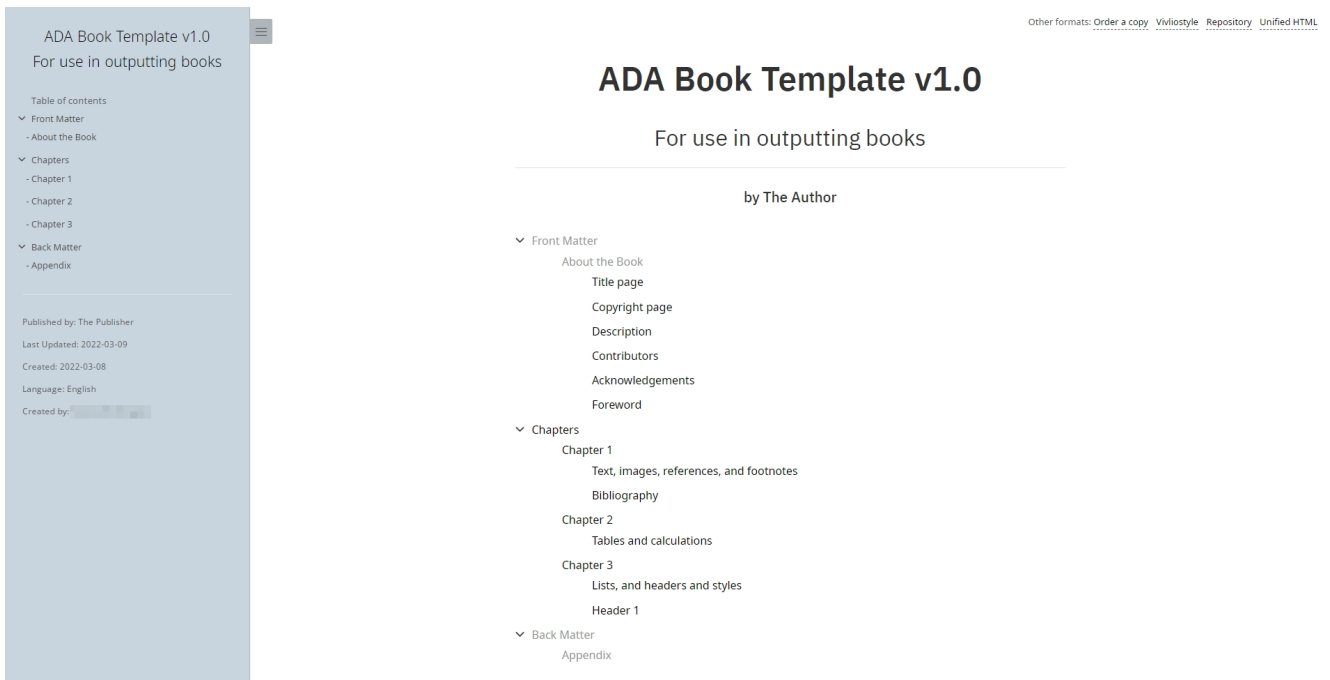 ADA Book Template v1.0
For use in outputting books
Table of contents
Front Matter
- About the Book
Chapters
- Chapter 1
- Chapter 2
- Chapter 3
Back Matter
- Appendix
Published by: The Publisher
Last Updated: 2022-03-09
Created: 2022-03-08
Language: English
Created by:
Other formats: Order a copy Vivliostyle Repository Unified HTML
ADA Book Template v1.0
For use in outputting books
by The Author
Front Matter
About the Book
Title page
Copyright page
Description
Contributors
Acknowledgements
Foreword
Chapters
Chapter 1
Text, images, references, and footnotes
Bibliography
Chapter 2
Tables and calculations
Chapter 3
Lists, and headers and styles
Header 1
Back Matter
Appendix